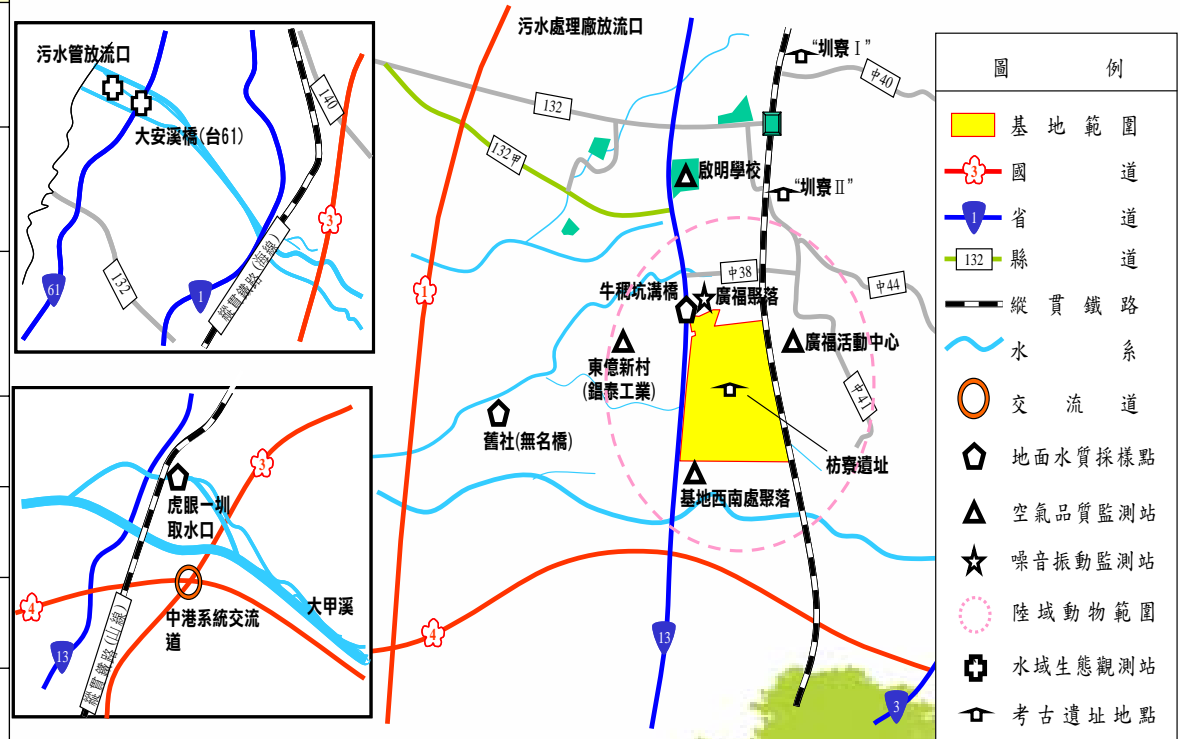 污水管放流口
大安溪橋(台61)
140
3
132
61
1
縱貫鐵路(海線)
虎眼一圳
取水口
3
4
中港系統交流
道
大甲溪
13
縱貫鐵路(山線)
污水處理廠放流口
“圳寮Ⅰ”
中40
132
132甲
啟明學校
“圳寮Ⅱ”
中38
中44
1
牛稠坑溝橋
廣福聚落
東億新村
(錩泰工業)
廣福活動中心
中41
舊社(無名橋)
枋寮遺址
基地西南處聚落
4
13
3
圖 例
基地範圍
3 國道
1 省道
132 縣道
縱貫鐵路
水系
交流道
地面水質採樣點
空氣品質監測站
噪音振動監測站
陸域動物範圍
水域生態觀測站
考古遺址地點